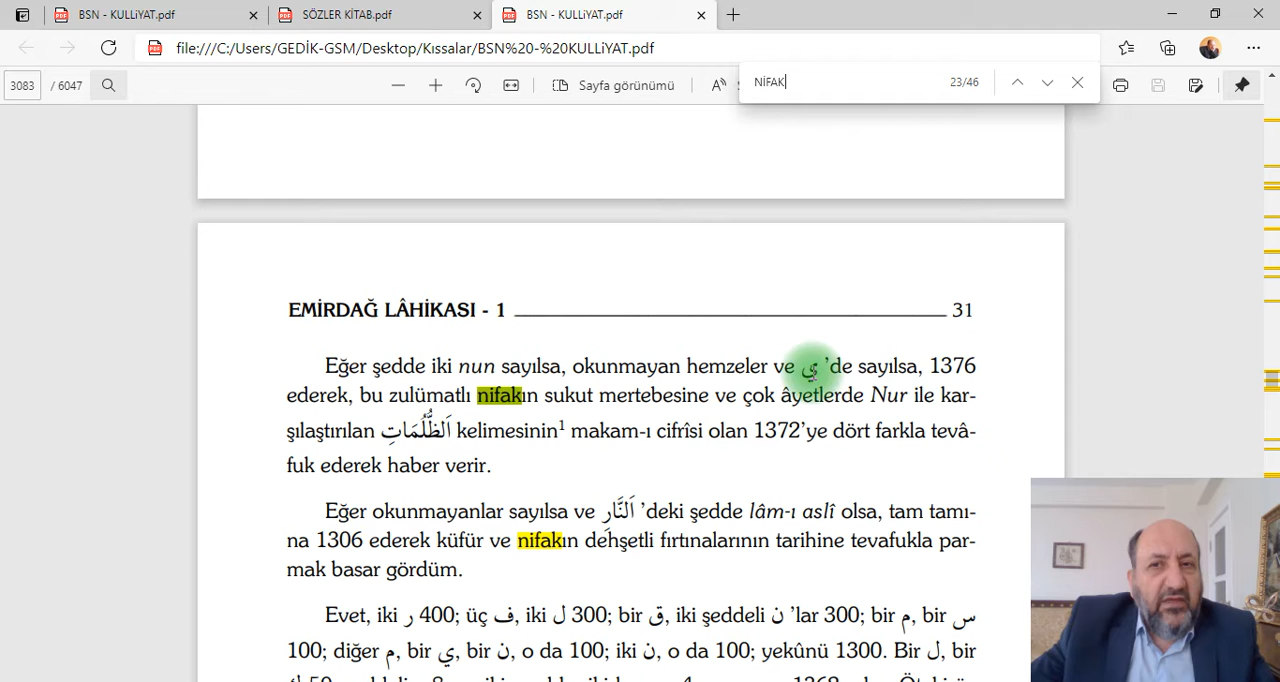 BSN - KULLiYAT.pdf
SÖZLER KİTAB.pdf
BSN - KULLiYAT.pdf
file:///C:/Users/GEDİK-GSM/Desktop/Kıssalar/BSN%20-%20KULLiYAT.pdf
3083 / 6047
Sayfa görünümü
NİFAK 23/46
EMİRDAĞ LÂHİKASI - 1 31
Eğer şedde iki nun sayılsa, okunmayan hemzeler ve ي ’de sayılsa, 1376
ederek, bu zulümatlı nifakın sukut mertebesine ve çok âyetlerde Nur ile kar-
şılaştırılan اَلظُّلُمَاتِ kelimesinin1 makam-ı cifrîsi olan 1372’ye dört farkla tevâ-
fuk ederek haber verir.
Eğer okunmayanlar sayılsa ve اَلنَّارِ ’deki şedde lâm-ı aslî olsa, tam tamı-
na 1306 ederek küfür ve nifakın dehşetli fırtınalarının tarihine tevafukla par-
mak basar gördüm.
Evet, iki ر 400; üç ف, iki ل 300; bir ق, iki şeddeli ن ’lar 300; bir م, bir س
100; diğer م, bir ي, bir ن, o da 100; iki ن, o da 100; yekûnü 1300. Bir ل, bir